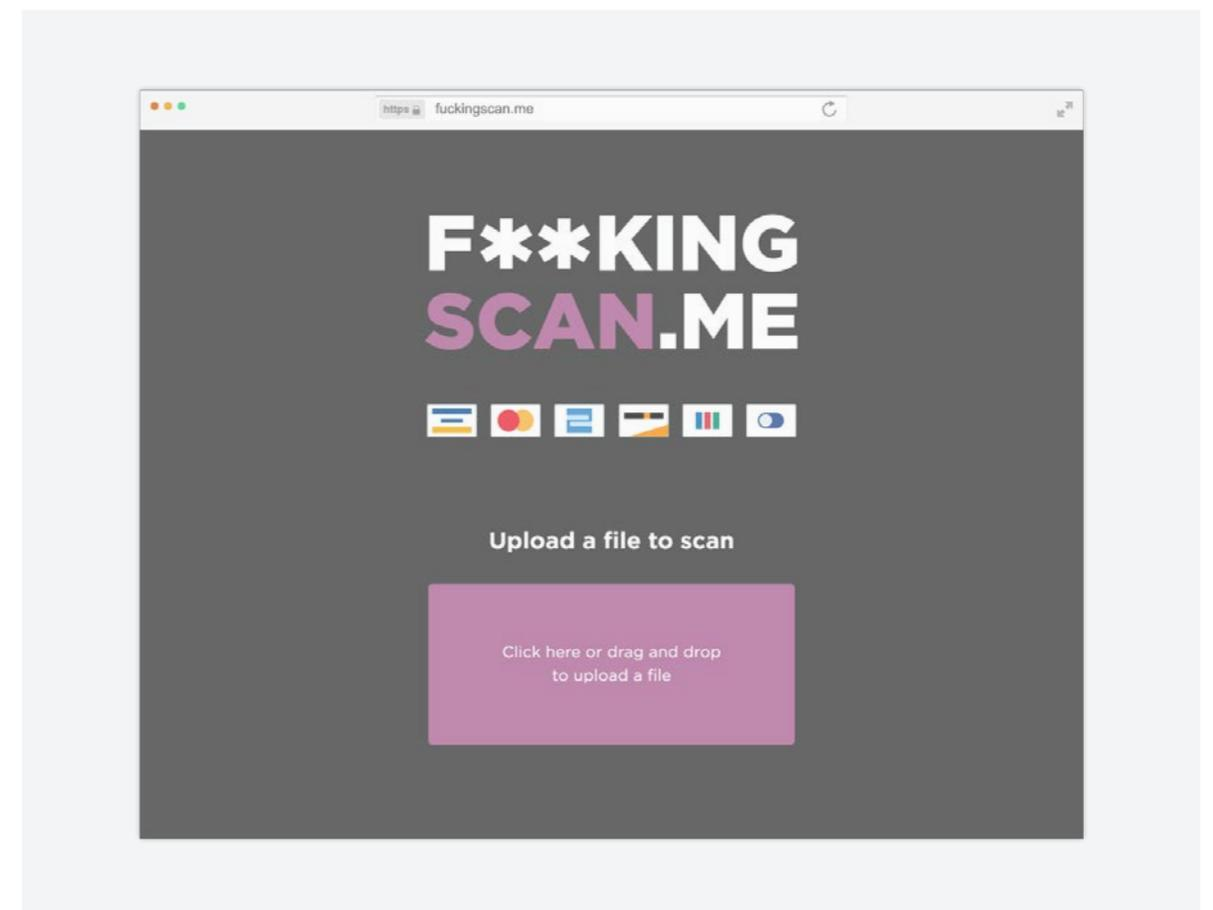 https fuckingscan.me
F**KING
SCAN.ME
Upload a file to scan
Click here or drag and drop
to upload a file